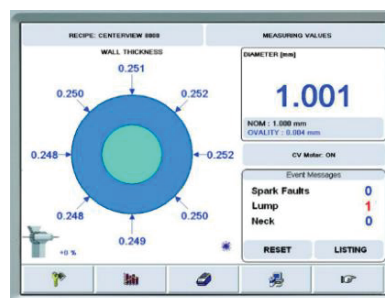 RECIPE: CENTERVIEW 8000
MEASURING VALUES
WALL THICKNESS
0.251
0.250
0.252
0.248
0.252
0.248
0.250
0.249
+0 %
DIAMETER [mm]
1.001
NOM : 1.000 mm
OVALITY : 0.004 mm
CV Motor: ON
Event Messages
Spark Faults 0
Lump 1
Neck 0
RESET
LISTING